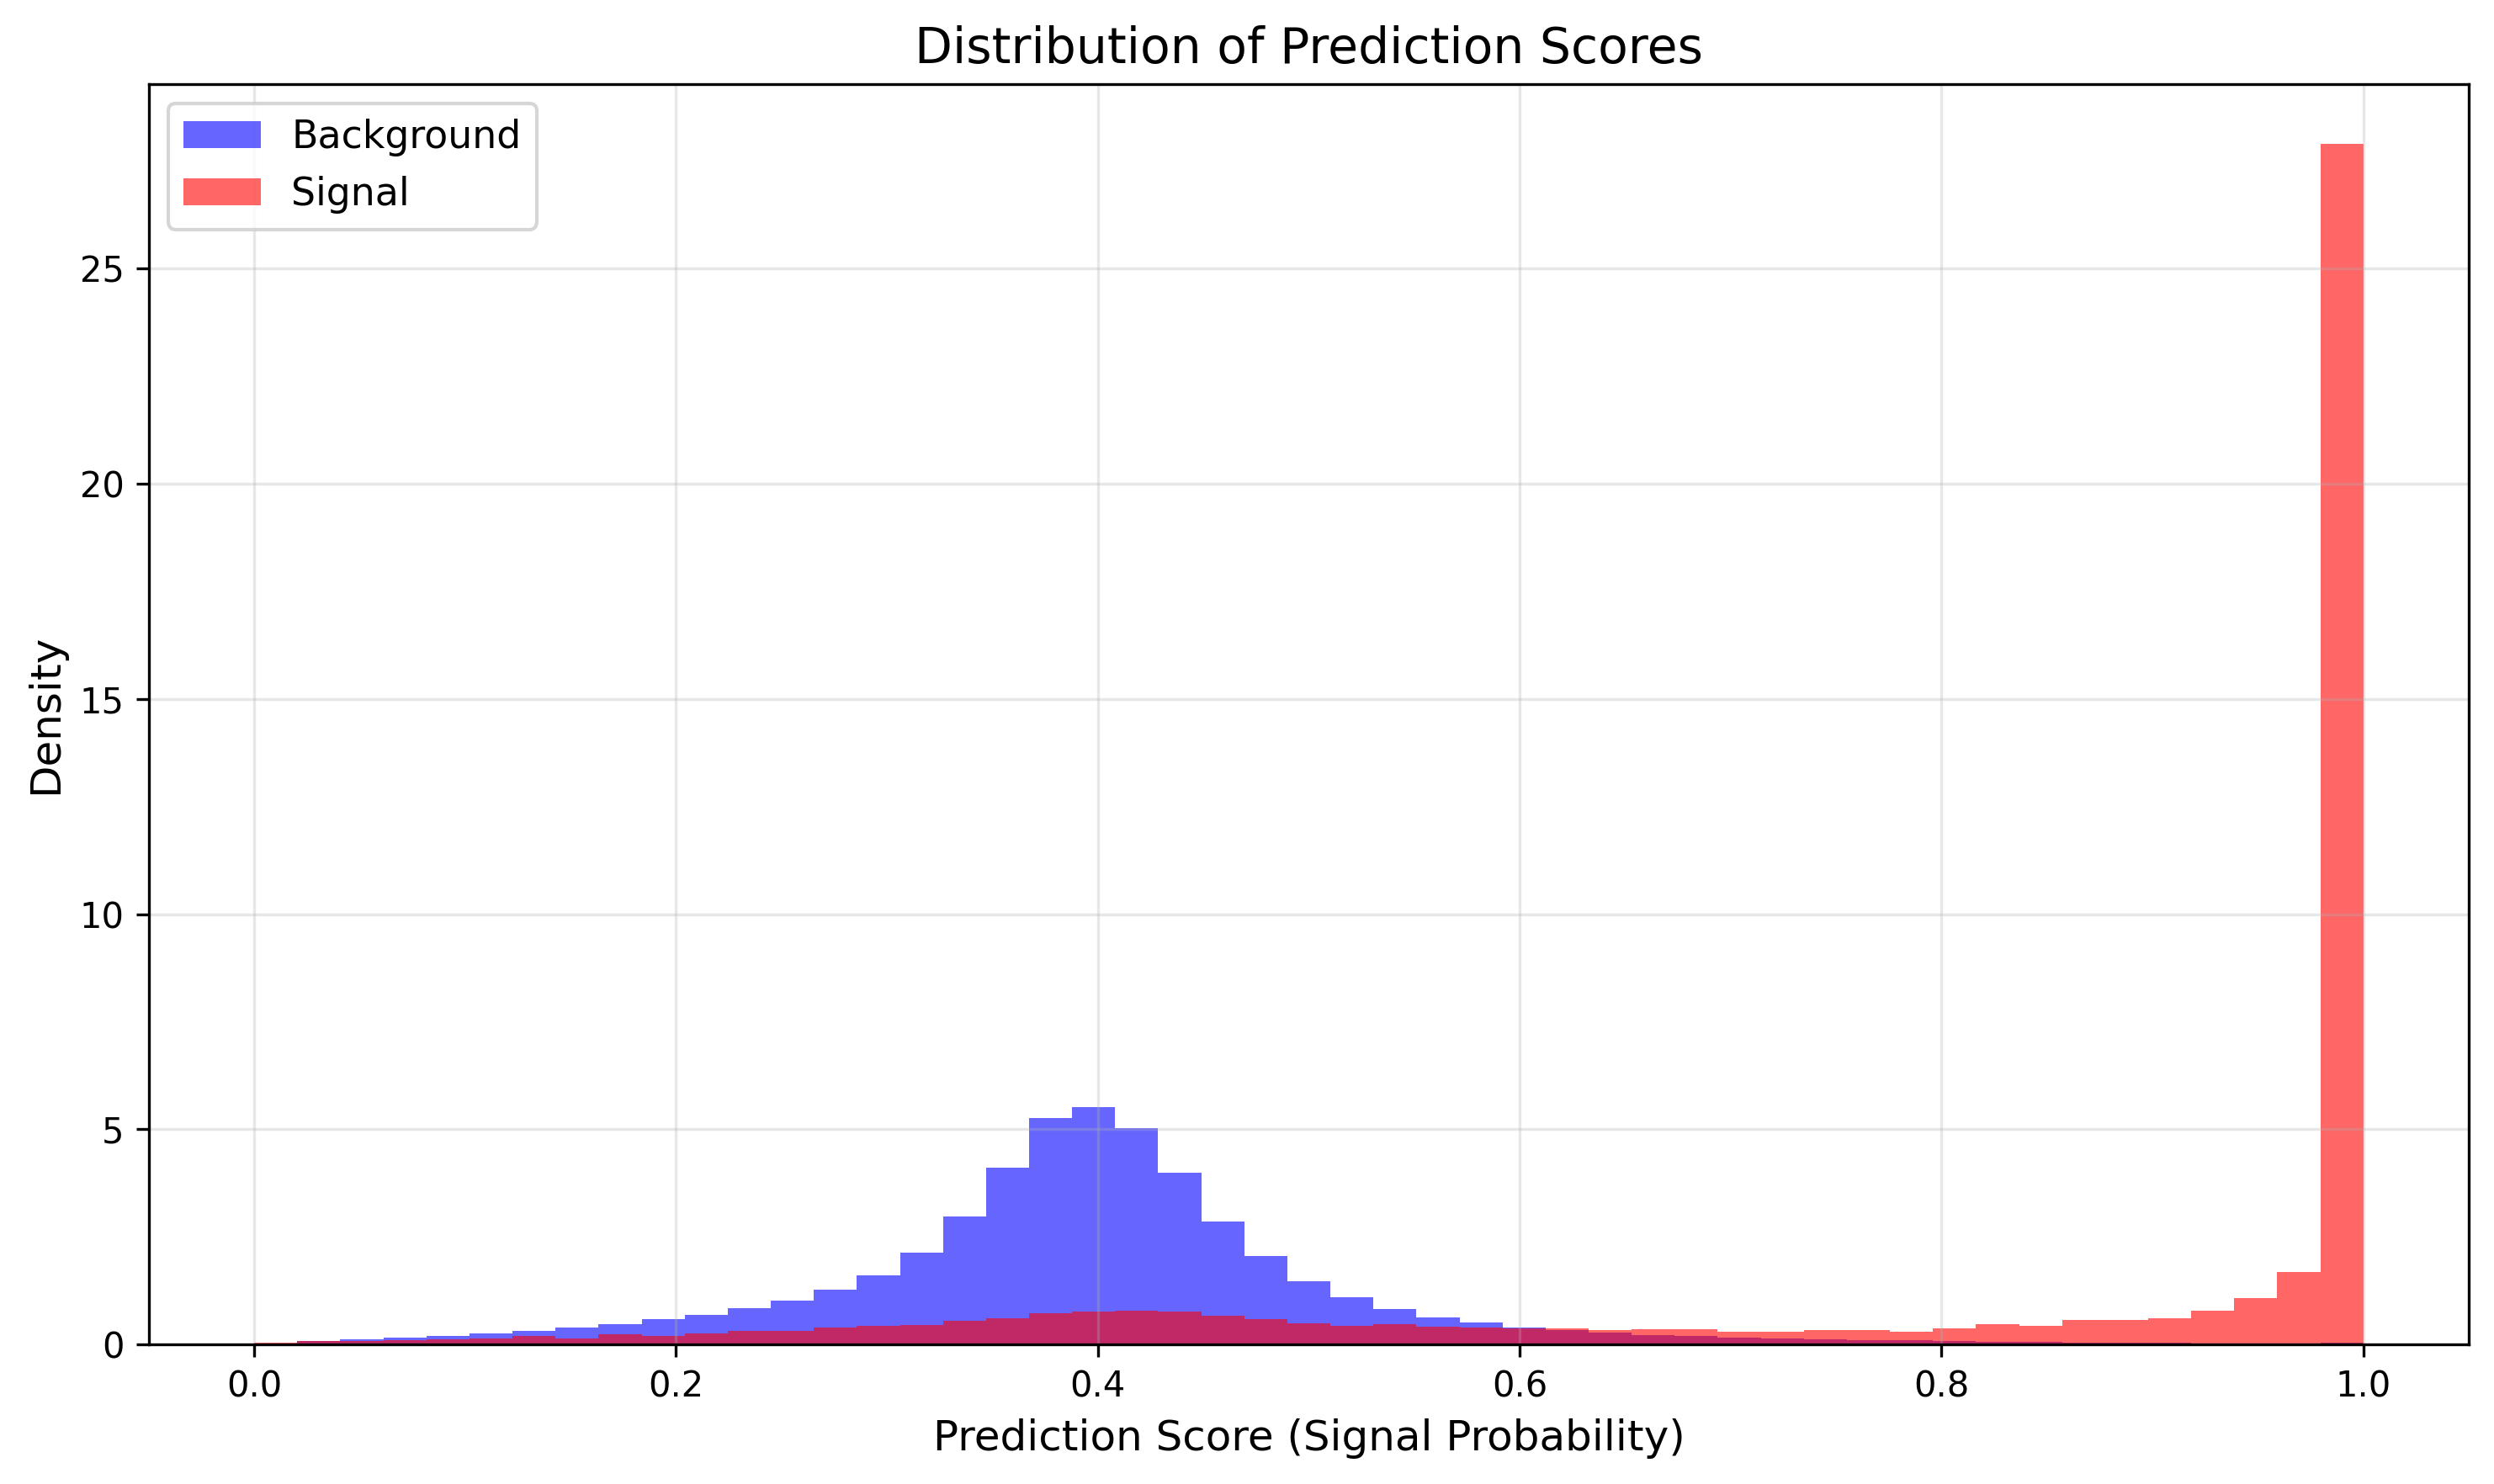 Distribution of Prediction Scores
Background
Signal
Density
25
20
15
10
5
0
0.0 0.2 0.4 0.6 0.8 1.0
Prediction Score (Signal Probability)